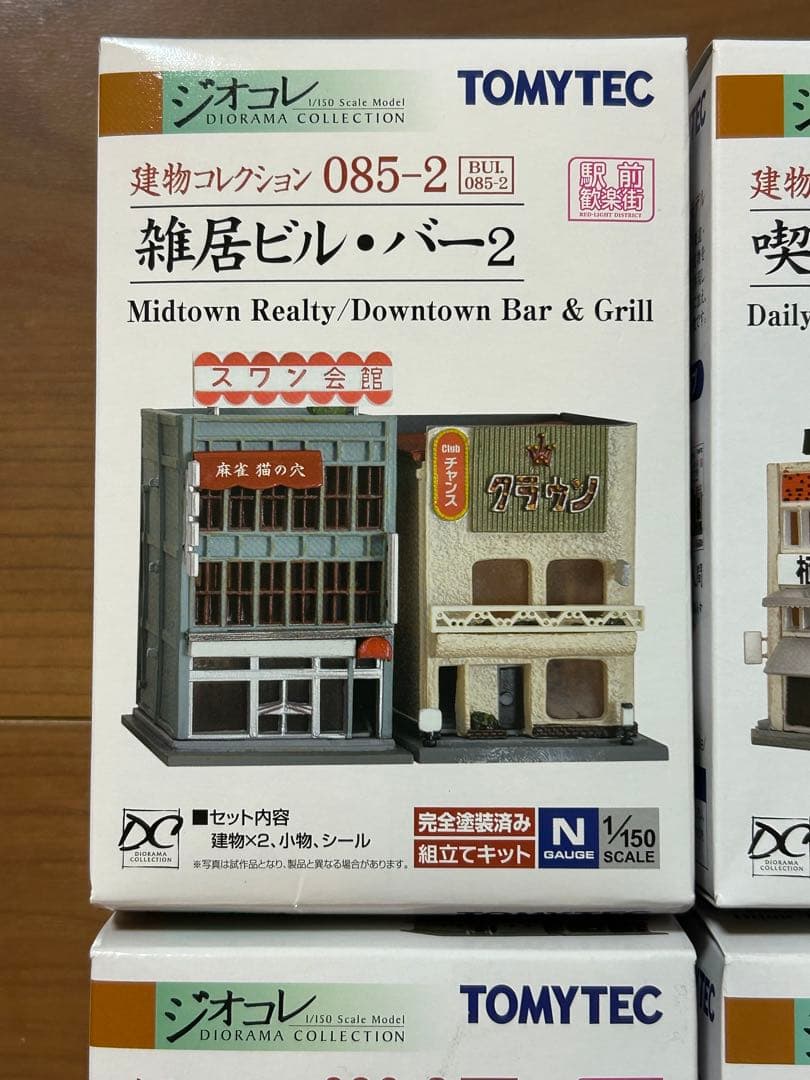 ジオコレ
1/150 Scale Model
DIORAMA COLLECTION
TOMYTEC
建物コレクション 085-2
BUI.
085-2
駅前
歓楽街
RED-LIGHT DISTRICT
雑居ビル・バー2
Midtown Realty/Downtown Bar & Grill
スワン会館
麻雀 猫の穴
Club
チャンス
クラウン
DC
DIORAMA
COLLECTION
■セット内容
建物×2、小物、シール
※写真は試作品となり、製品と異なる場合があります。
完全塗装済み
組立てキット
N
GAUGE
1/150
SCALE
ジオコレ
1/150 Scale Model
DIORAMA COLLECTION
TOMYTEC
建物
喫
Daily
DC
DIORAMA
COLLECTION